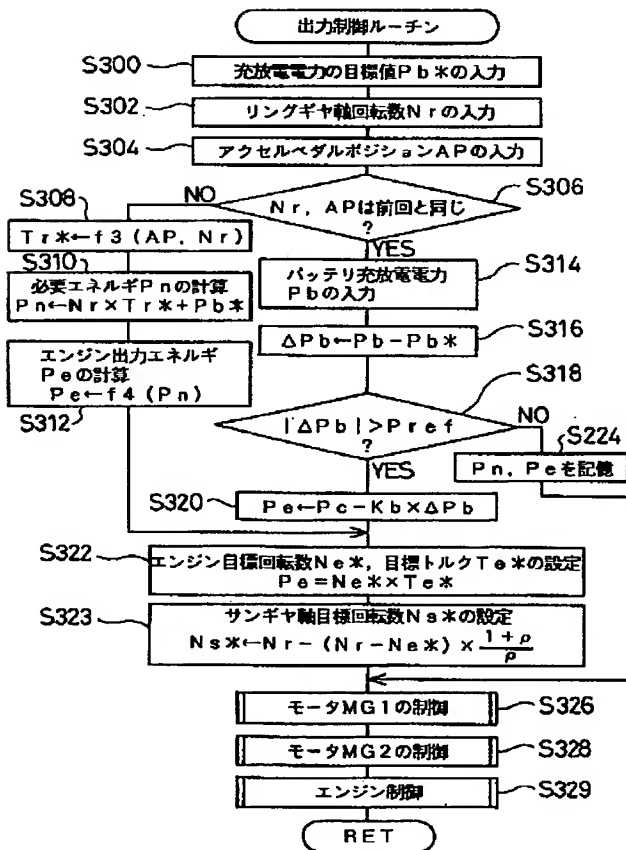 出力制御ルーチン
S300
充放電電力の目標値Pb*の入力
S302
リングギヤ軸回転数Nrの入力
S304
アクセルペダルポジションAPの入力
S306
Nr,APは前回と同じ
?
NO
YES
S308
Tr*←f3(AP,Nr)
S310
必要エネルギPnの計算
Pn←Nr×Tr*+Pb*
エンジン出力エネルギ
Peの計算
Pe←f4(Pn)
S312
S314
バッテリ充放電電力
Pbの入力
S316
ΔPb←Pb-Pb*
S318
|ΔPb|>Pref
?
NO
YES
S224
Pn,Peを記憶
S320
Pe←Pc-Kb×ΔPb
S322
エンジン目標回転数Ne*,目標トルクTe*の設定
Pe=Ne*×Te*
S323
サンギヤ軸目標回転数Ns*の設定
Ns*←Nr-(Nr-Ne*)×(1+ρ)/ρ
モータMG1の制御
S326
モータMG2の制御
S328
エンジン制御
S329
RET